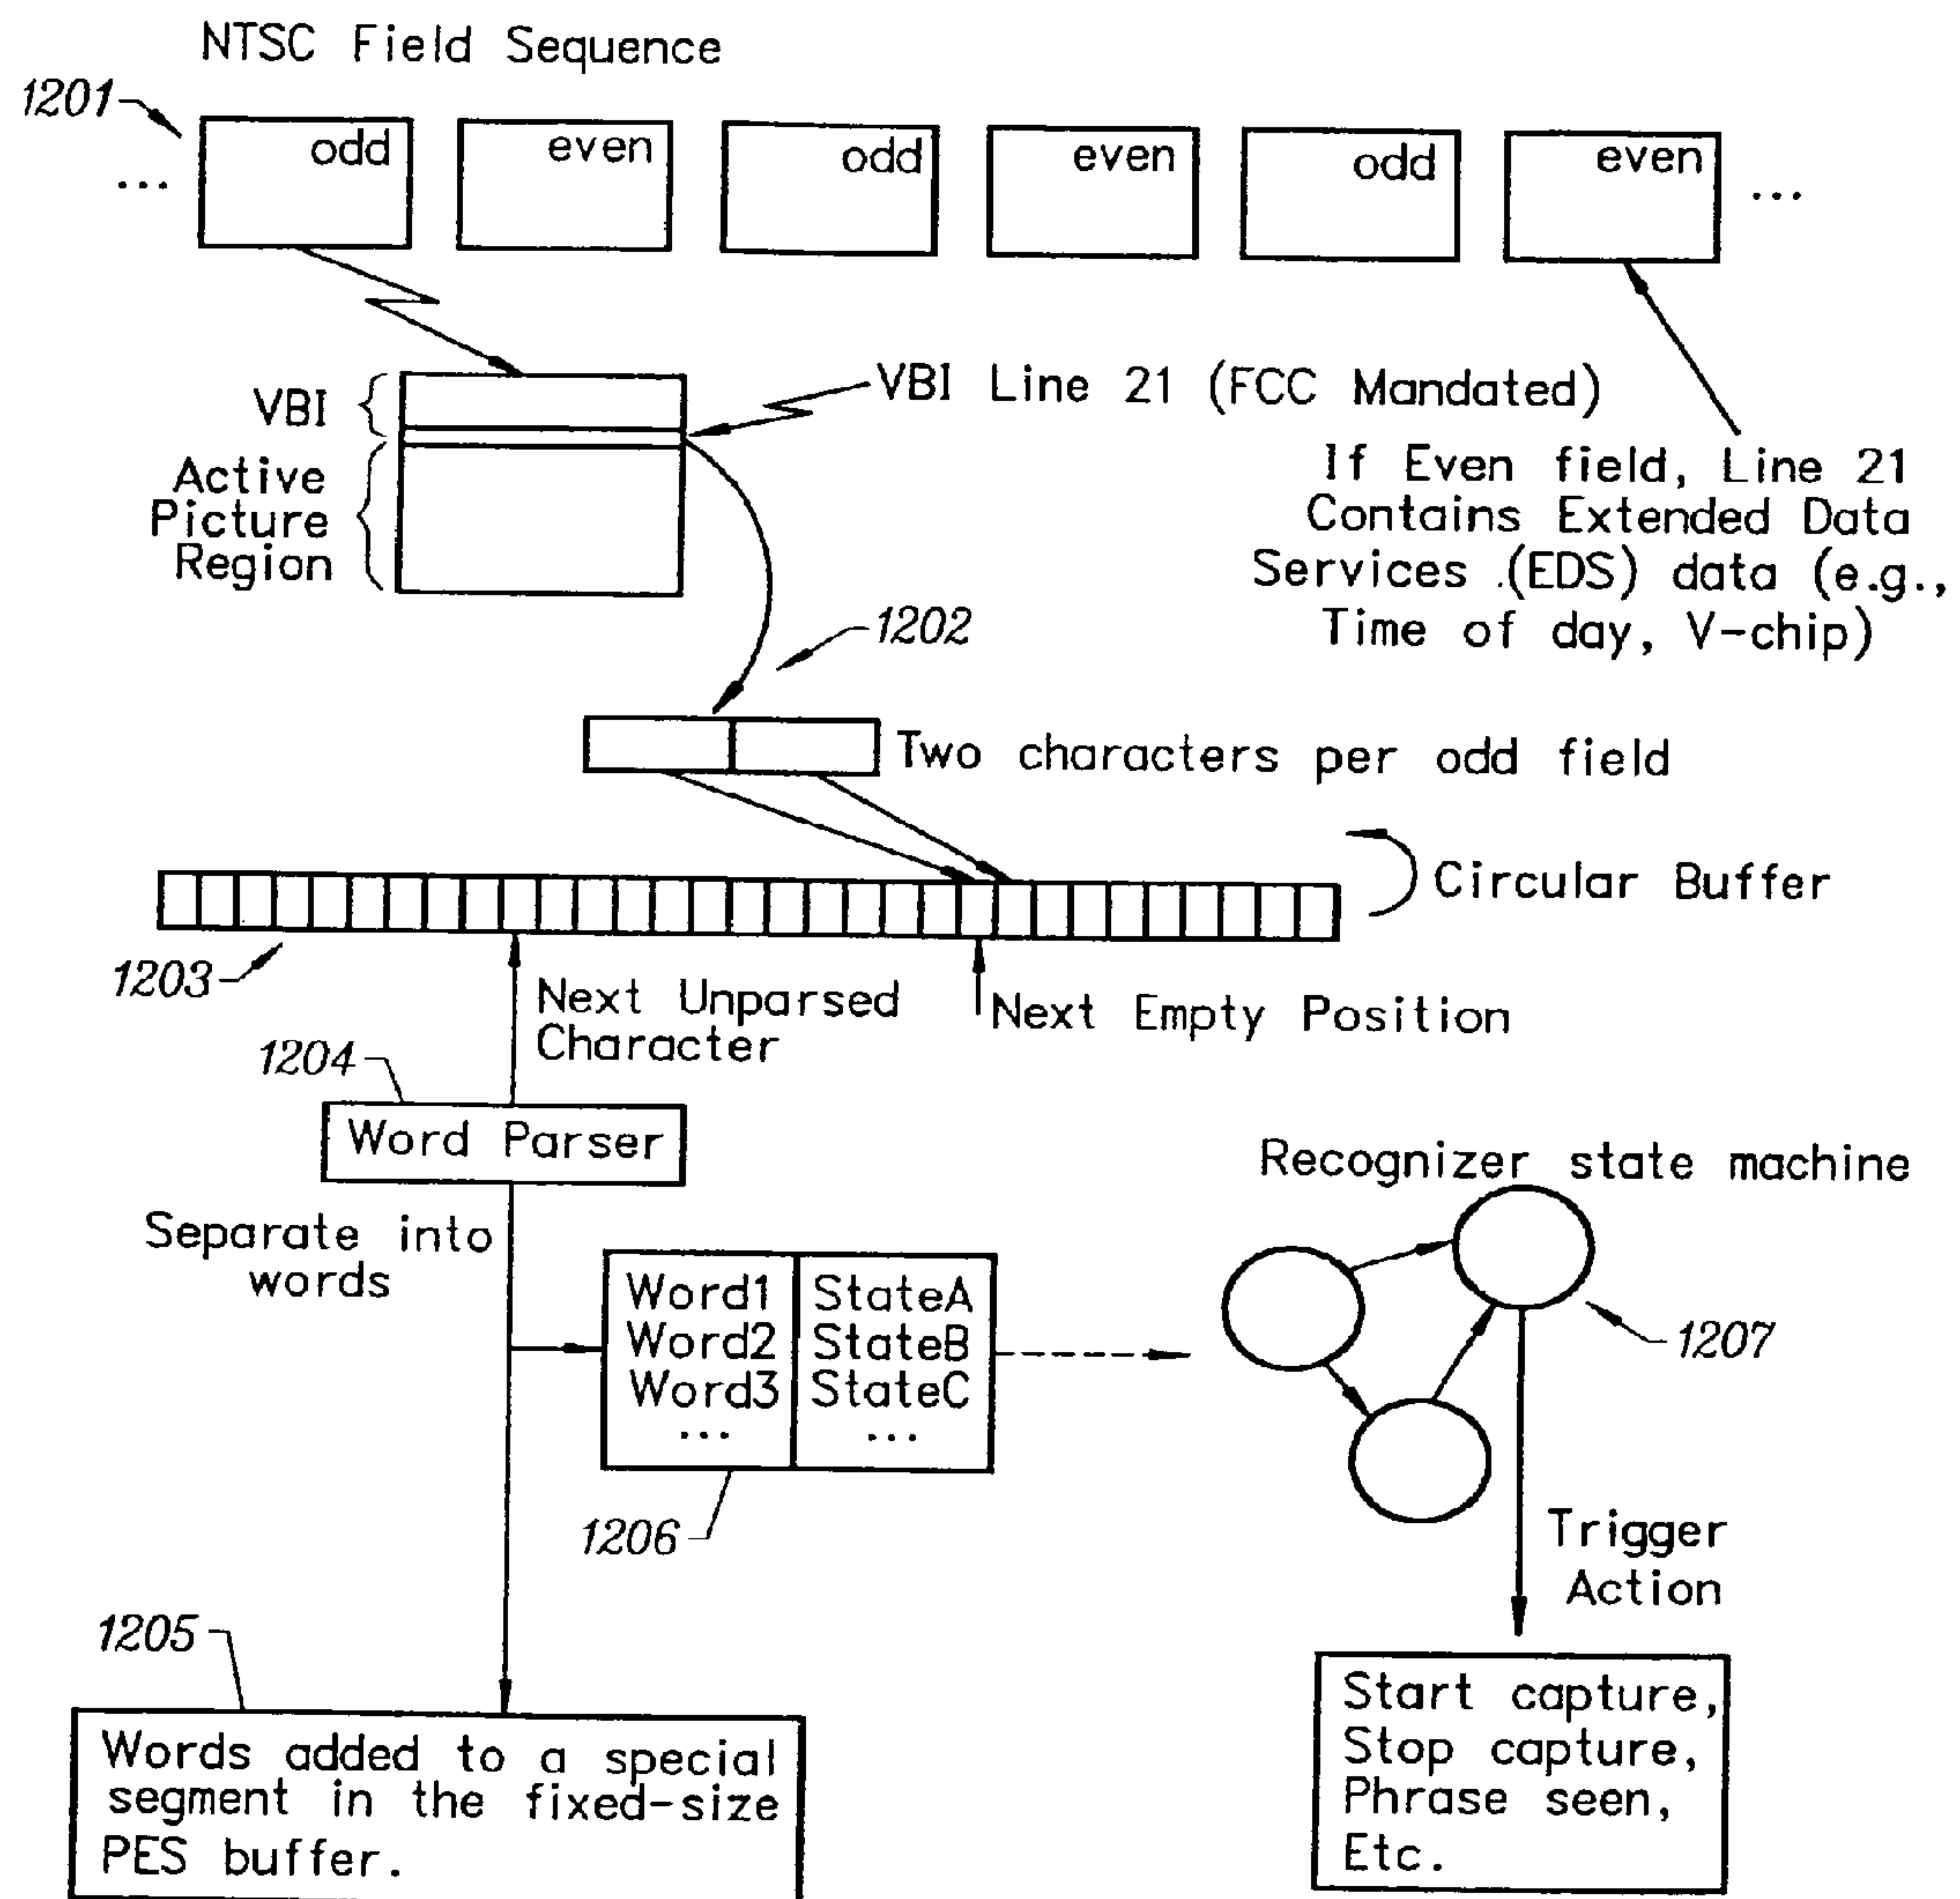 NTSC Field Sequence
1201
odd
even
odd
even
odd
even
...
...
VBI
VBI Line 21 (FCC Mandated)
Active
Picture
Region
If Even field, Line 21
Contains Extended Data
Services (EDS) data (e.g.,
Time of day, V-chip)
1202
Two characters per odd field
Circular Buffer
1203
Next Unparsed
Character
Next Empty Position
1204
Word Parser
Separate into
words
Word1
Word2
Word3
...
StateA
StateB
StateC
...
1206
Recognizer state machine
1207
Trigger
Action
1205
Words added to a special
segment in the fixed-size
PES buffer.
Start capture,
Stop capture,
Phrase seen,
Etc.